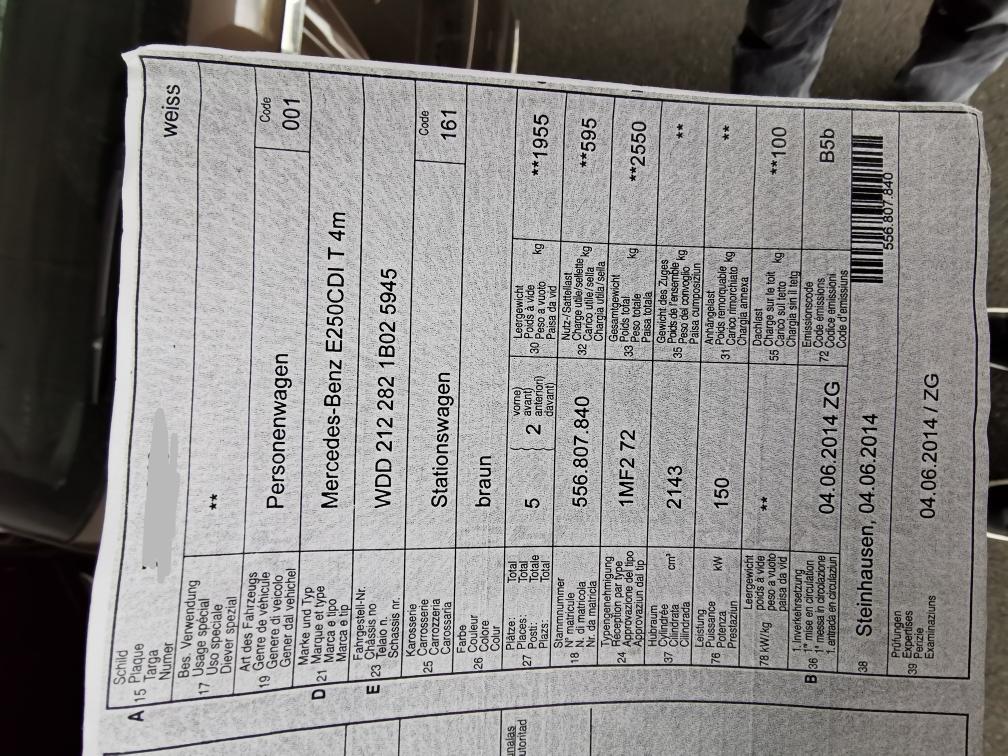 Schild
A 15 Plaque
Targa
Numer
weiss
Bes. Verwendung
17 Usage spécial
Uso speciale
Diever spezial
**
Art des Fahrzeugs
19 Genre de véhicule
Genere di veicolo
Gener dal vehichel
Personenwagen
Code
001
Marke und Typ
D 21 Marque et type
Marca e tipo
Marca e tip
Mercedes-Benz E250CDI T 4m
Fahrgestell-Nr.
E 23 Châssis no
Telaio n.
Schassis nr.
WDD 212 282 1B02 5945
Karosserie
25 Carrosserie
Carrozzeria
Carossaria
Stationswagen
Code
161
Farbe
26 Couleur
Colore
Colur
braun
Plätze: Total
27 Places: Total
Posti: Totale
Plazs: Total
5
2
vorne)
avant)
anteriori)
davant)
Leergewicht
30 Poids à vide
Peso a vuoto
Paisa da vid
kg
**1955
Stammnummer
18 N° matricule
N. di matricola
Nr. da matricla
556.807.840
Nutz-/Sattellast
32 Charge utile/sellette
Carico utile/sella
Chargia utila/sella
kg
**595
Typengenehmigung
24 Réception par type
Approvazione del tipo
Approvaziun dal tip
1MF2 72
Gesamtgewicht
33 Poids total
Peso totale
Paisa totala
kg
**2550
Hubraum
37 Cylindrée
Cilindrata
Cilindrada
cm³
2143
Gewicht des Zuges
35 Poids de l'ensemble
Peso del convoglio
Paisa cumposiziun
kg
**
Leistung
76 Puissance
Potenza
Prestaziun
kW
150
Anhängelast
31 Poids remorquable
Carico rimorchiato
Chargia annexa
kg
**
78 kW/kg
Leergewicht
poids à vide
peso a vuoto
paisa da vid
**
Dachlast
55 Charge sur le toit
Carico sul tetto
Chargia sin il tetg
kg
**100
1. Inverkehrsetzung
B 36 1re mise en circulation
1a messa in circolazione
1. entrada en circulaziun
04.06.2014 ZG
Emissionscode
72 Code émissions
Codice emissioni
Code d'emissiuns
B5b
38
Steinhausen, 04.06.2014
556.807.840
Prüfungen
39 Expertises
Perizie
Examinaziuns
04.06.2014 / ZG